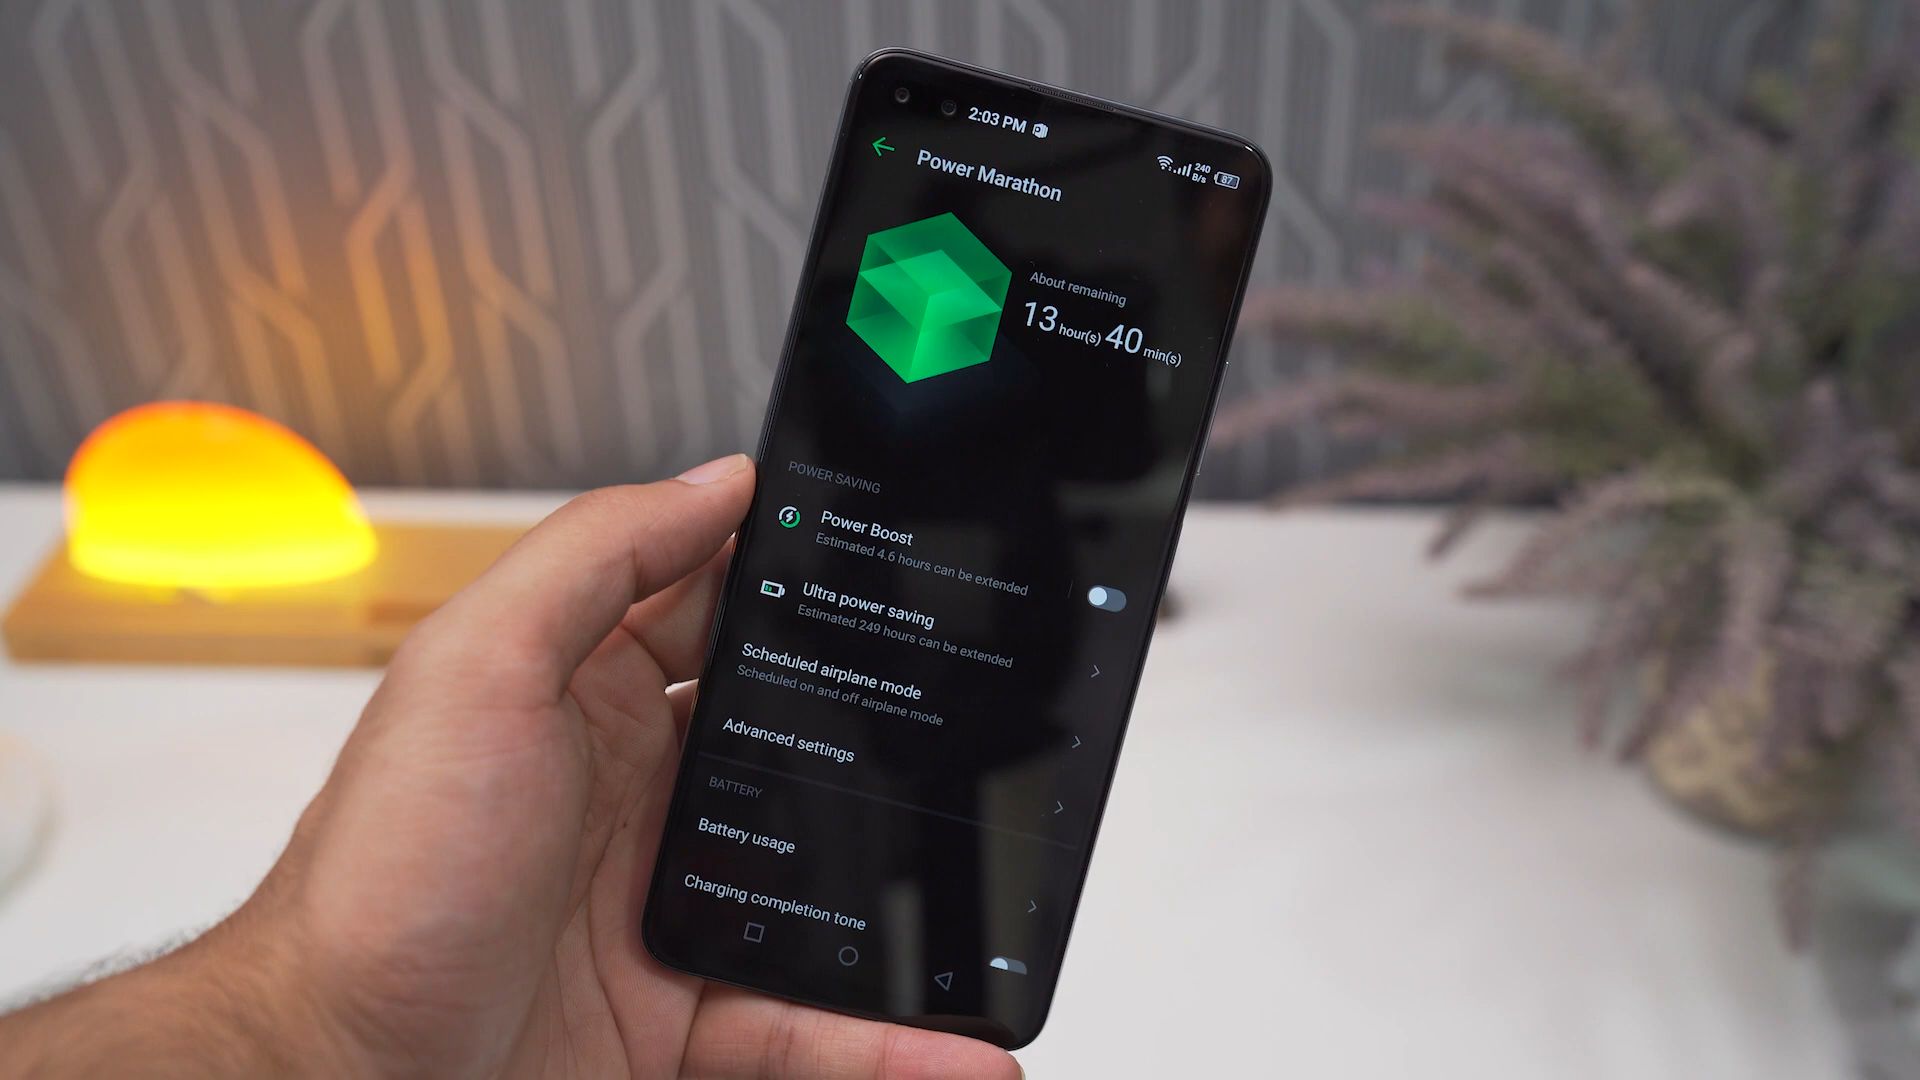 2:03 PM
240 B/s 87
Power Marathon
About remaining
13 hour(s) 40 min(s)
POWER SAVING
Power Boost
Estimated 4.6 hours can be extended
Ultra power saving
Estimated 249 hours can be extended
Scheduled airplane mode
Scheduled on and off airplane mode
Advanced settings
BATTERY
Battery usage
Charging completion tone